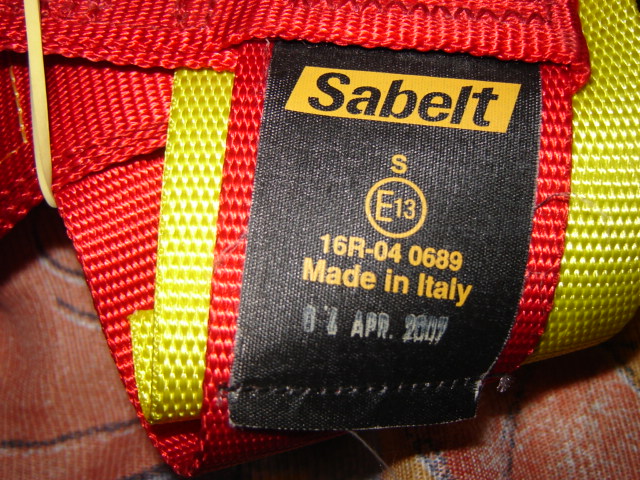 Sabelt
S
E13
16R-04 0689
Made in Italy
APR. 2007